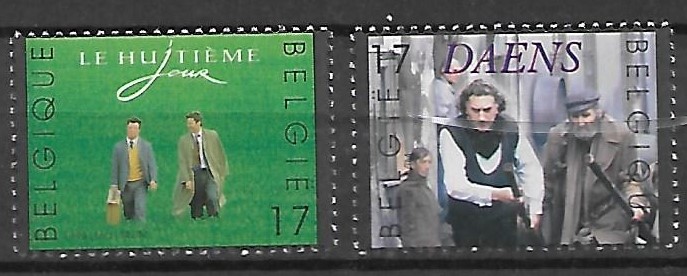 BELGIQUE
LE HUITIÈME
Jour
BELGIË
17
17
DAENS
BELGIË
BELGIQUE